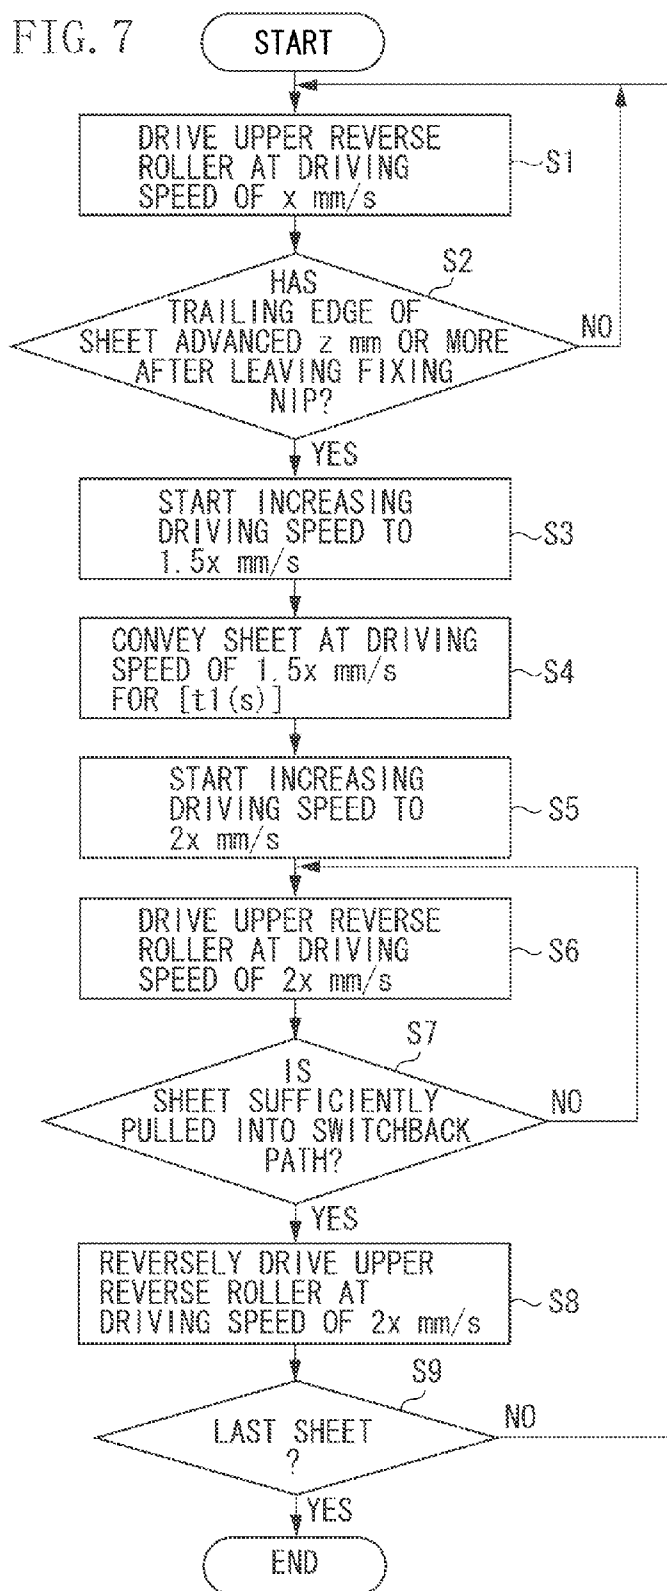 FIG. 7
START
DRIVE UPPER REVERSE
ROLLER AT DRIVING
SPEED OF x mm/s
S1
S2
HAS
TRAILING EDGE OF
SHEET ADVANCED z mm OR MORE
AFTER LEAVING FIXING
NIP?
NO
YES
START INCREASING
DRIVING SPEED TO
1.5x mm/s
S3
CONVEY SHEET AT DRIVING
SPEED OF 1.5x mm/s
FOR [t1(s)]
S4
START INCREASING
DRIVING SPEED TO
2x mm/s
S5
DRIVE UPPER REVERSE
ROLLER AT DRIVING
SPEED OF 2x mm/s
S6
S7
IS
SHEET SUFFICIENTLY
PULLED INTO SWITCHBACK
PATH?
NO
YES
REVERSELY DRIVE UPPER
REVERSE ROLLER AT
DRIVING SPEED OF 2x mm/s
S8
S9
LAST SHEET
?
NO
YES
END